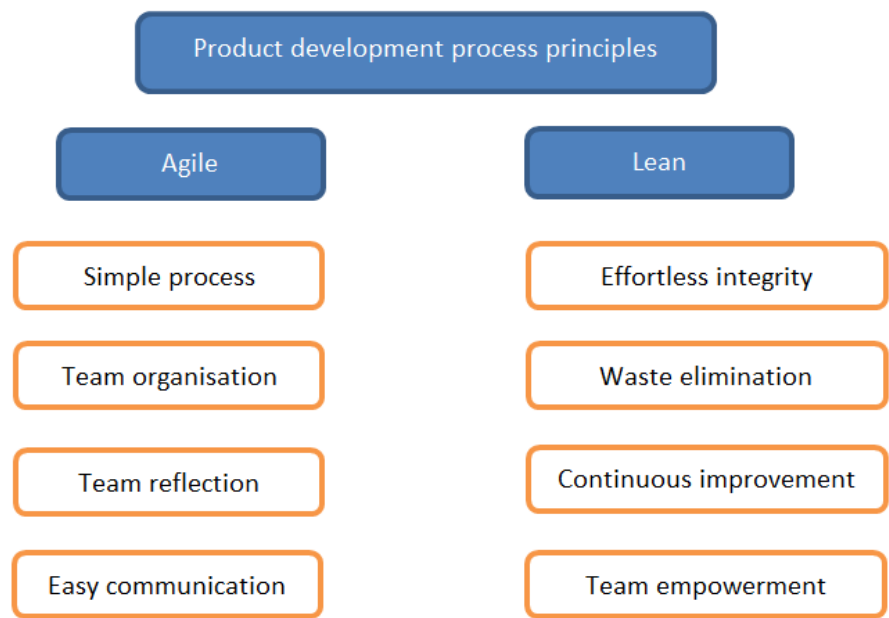 Product development process principles
Agile
Lean
Simple process
Effortless integrity
Team organisation
Waste elimination
Team reflection
Continuous improvement
Easy communication
Team empowerment